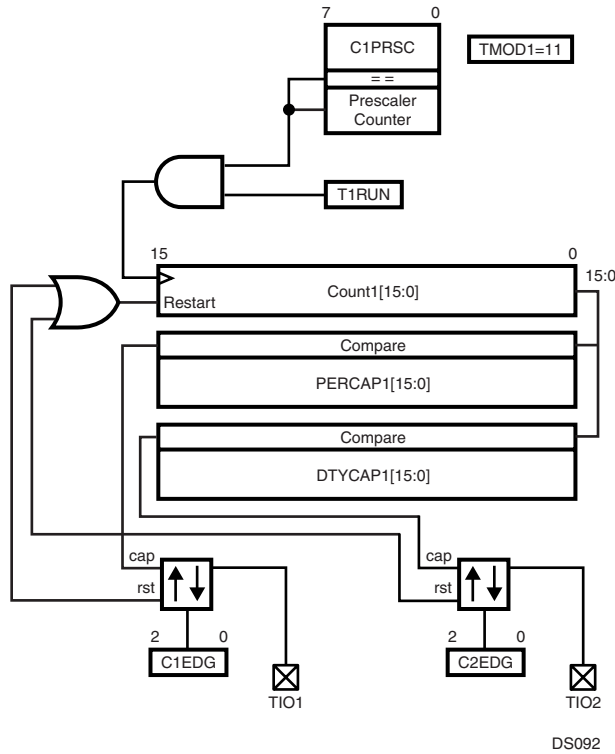 7 0
C1PRSC
TMOD1=11
= =
Prescaler
Counter
T1RUN
15 0
15:0
Count1[15:0]
Restart
Compare
PERCAP1[15:0]
Compare
DTYCAP1[15:0]
cap cap
rst rst
2 0 2 0
C1EDG C2EDG
TIO1 TIO2
DS092